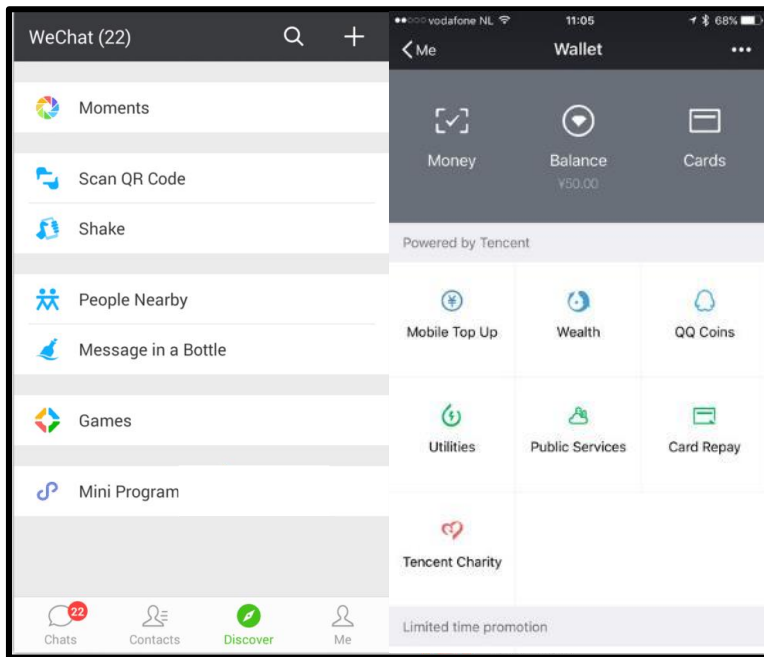 WeChat (22)
Moments
Scan QR Code
Shake
People Nearby
Message in a Bottle
Games
Mini Program
22
Chats
Contacts
Discover
Me
vodafone NL
11:05
68%
Me
Wallet
Money
Balance
Cards
¥50.00
Powered by Tencent
¥
Mobile Top Up
Wealth
QQ Coins
Utilities
Public Services
Card Repay
Tencent Charity
Limited time promotion